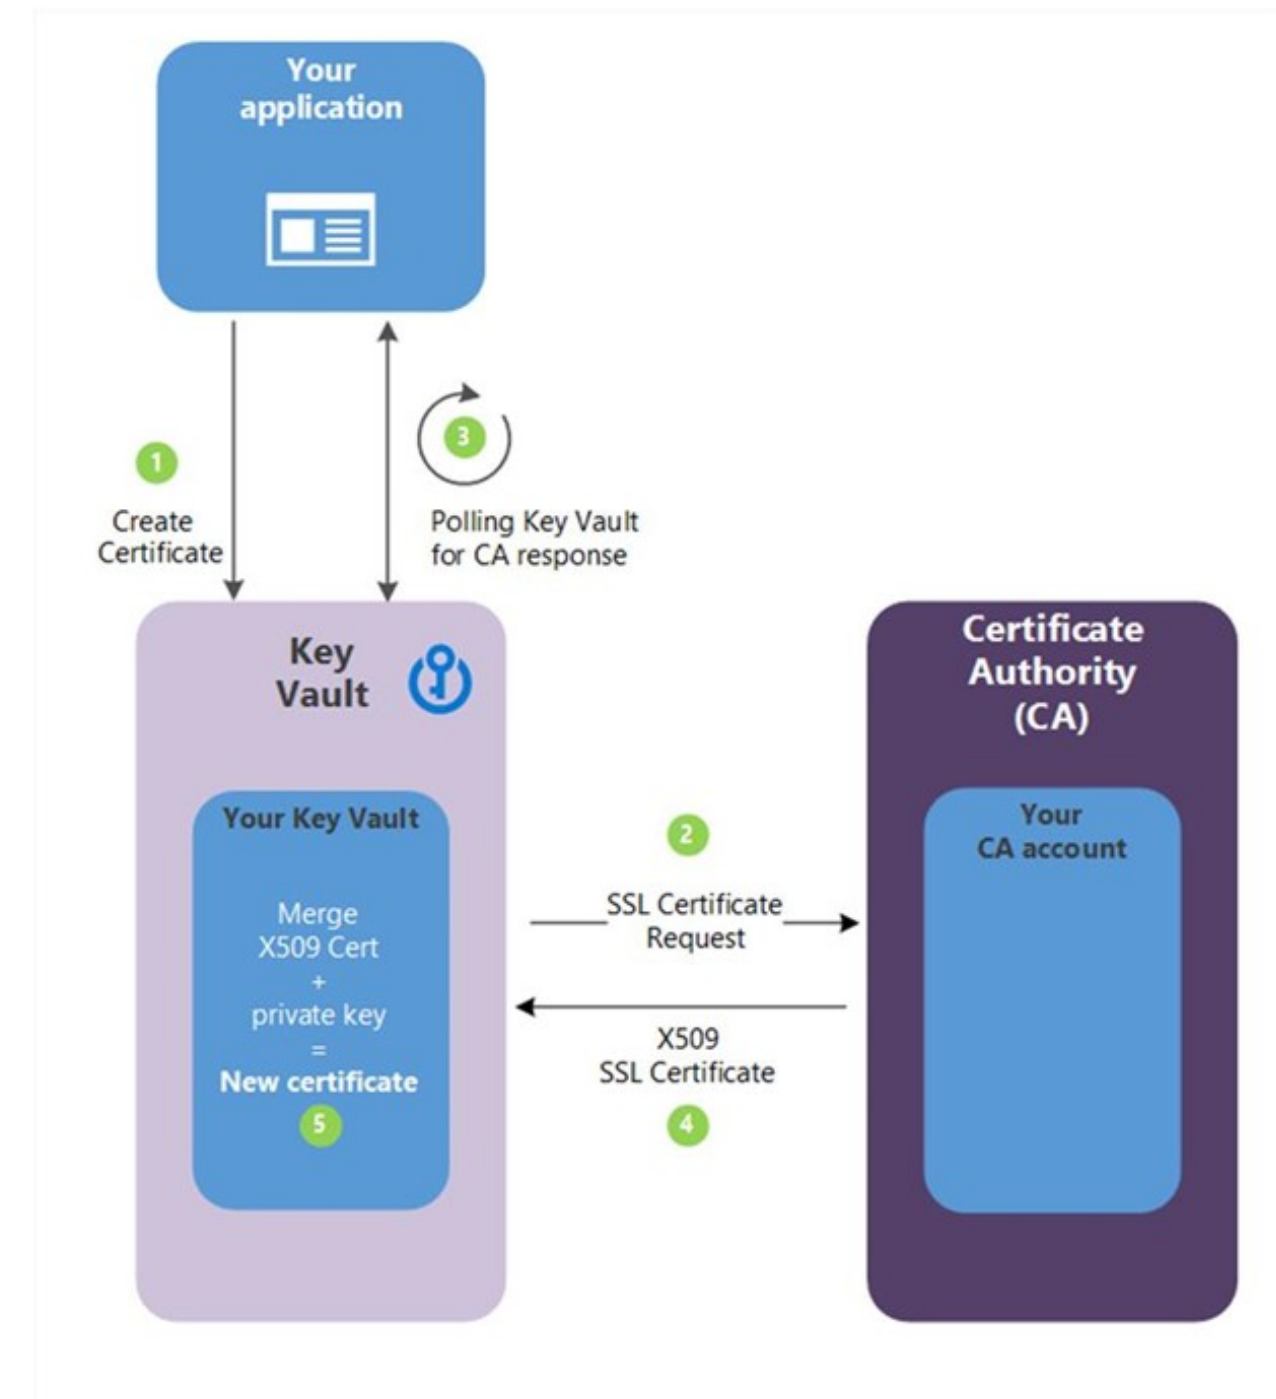 Your
application
1
3
Create
Certificate
Polling Key Vault
for CA response
Key
Vault
Certificate
Authority
(CA)
Your Key Vault
Merge
X509 Cert
+
private key
=
New certificate
5
2
SSL Certificate
Request
X509
SSL Certificate
4
Your
CA account